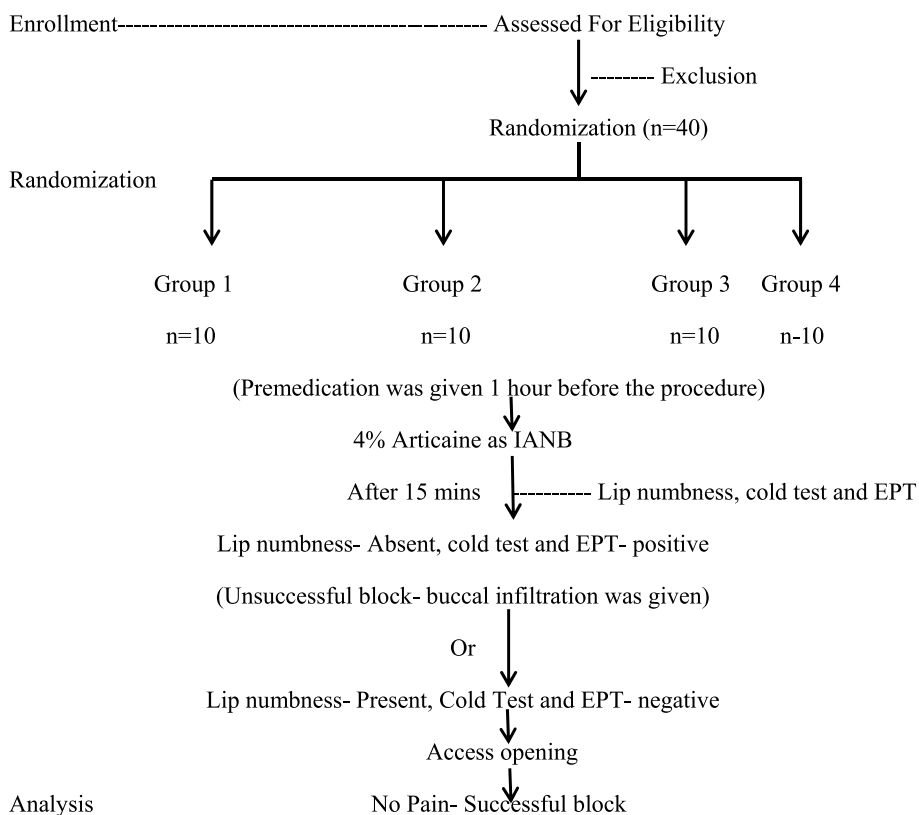 Enrollment Assessed For Eligibility
Exclusion
Randomization (n=40)
Randomization
Group 1 Group 2 Group 3 Group 4
n=10 n=10 n=10 n-10
(Premedication was given 1 hour before the procedure)
4% Articaine as IANB
After 15 mins Lip numbness, cold test and EPT
Lip numbness- Absent, cold test and EPT- positive
(Unsuccessful block- buccal infiltration was given)
Or
Lip numbness- Present, Cold Test and EPT- negative
Access opening
Analysis No Pain- Successful block